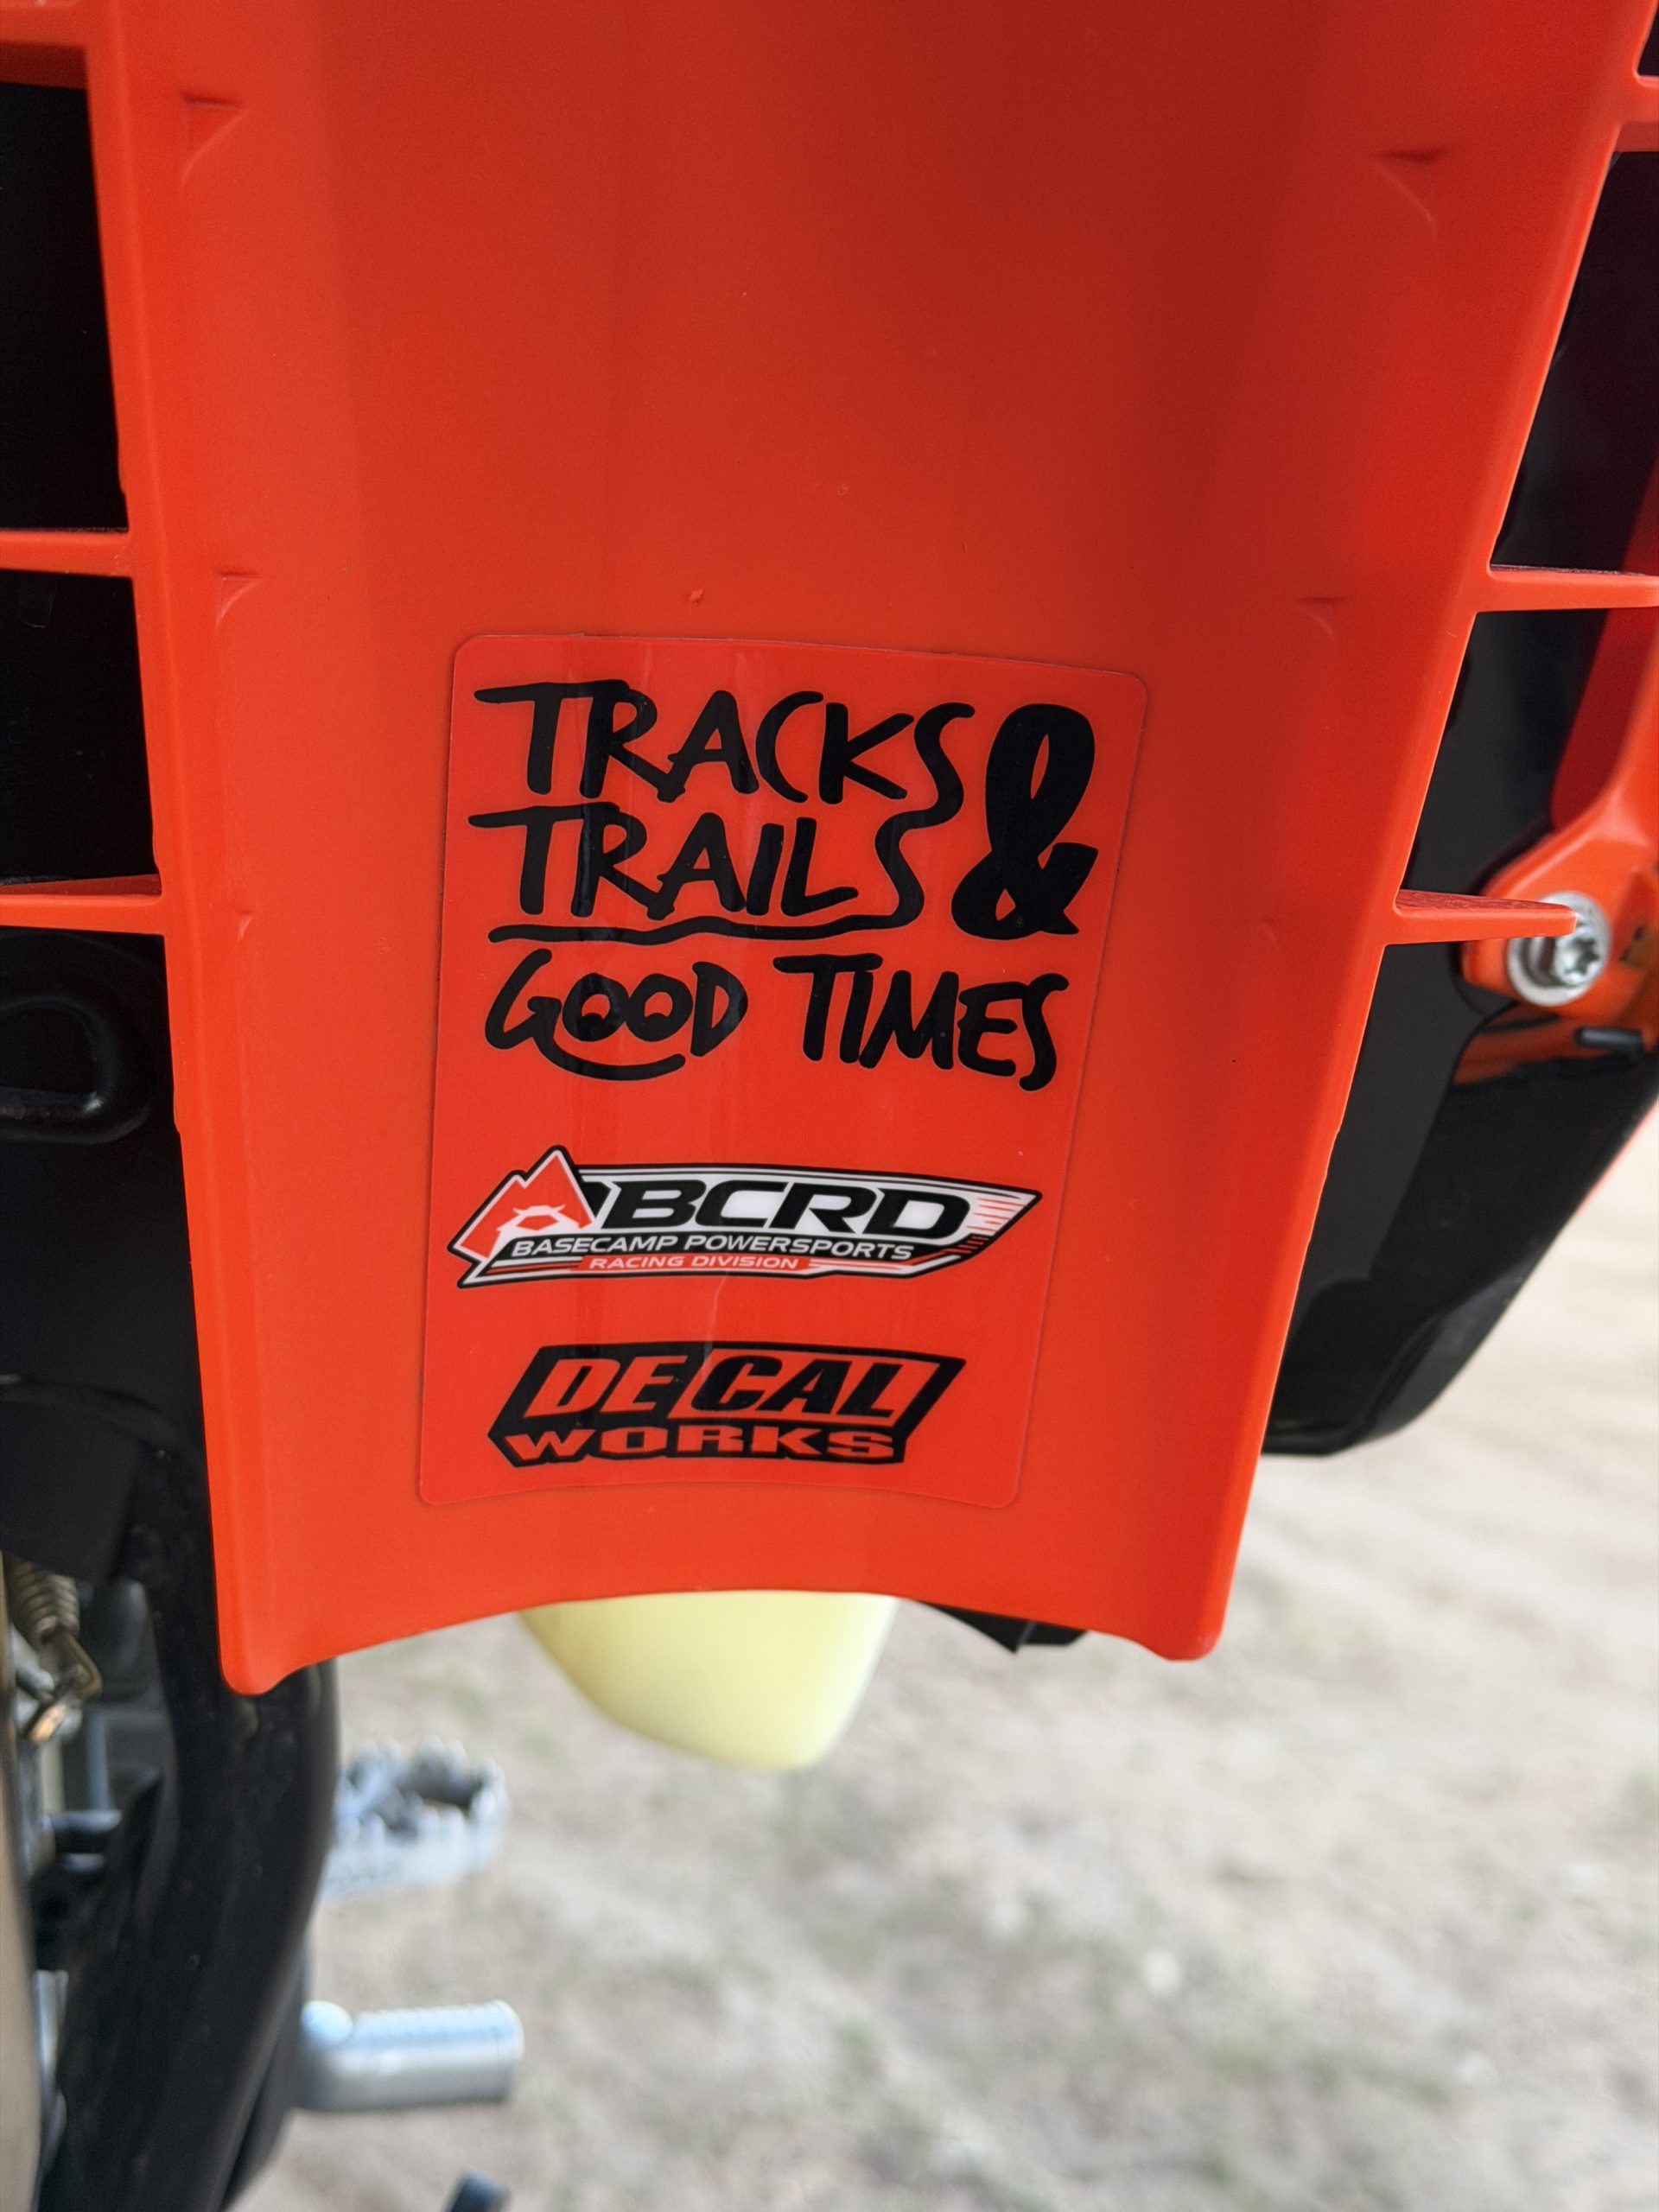 TRACKS &
TRAILS
GOOD TIMES
BCRD
BASECAMP POWERSPORTS
RACING DIVISION
DECAL
WORKS